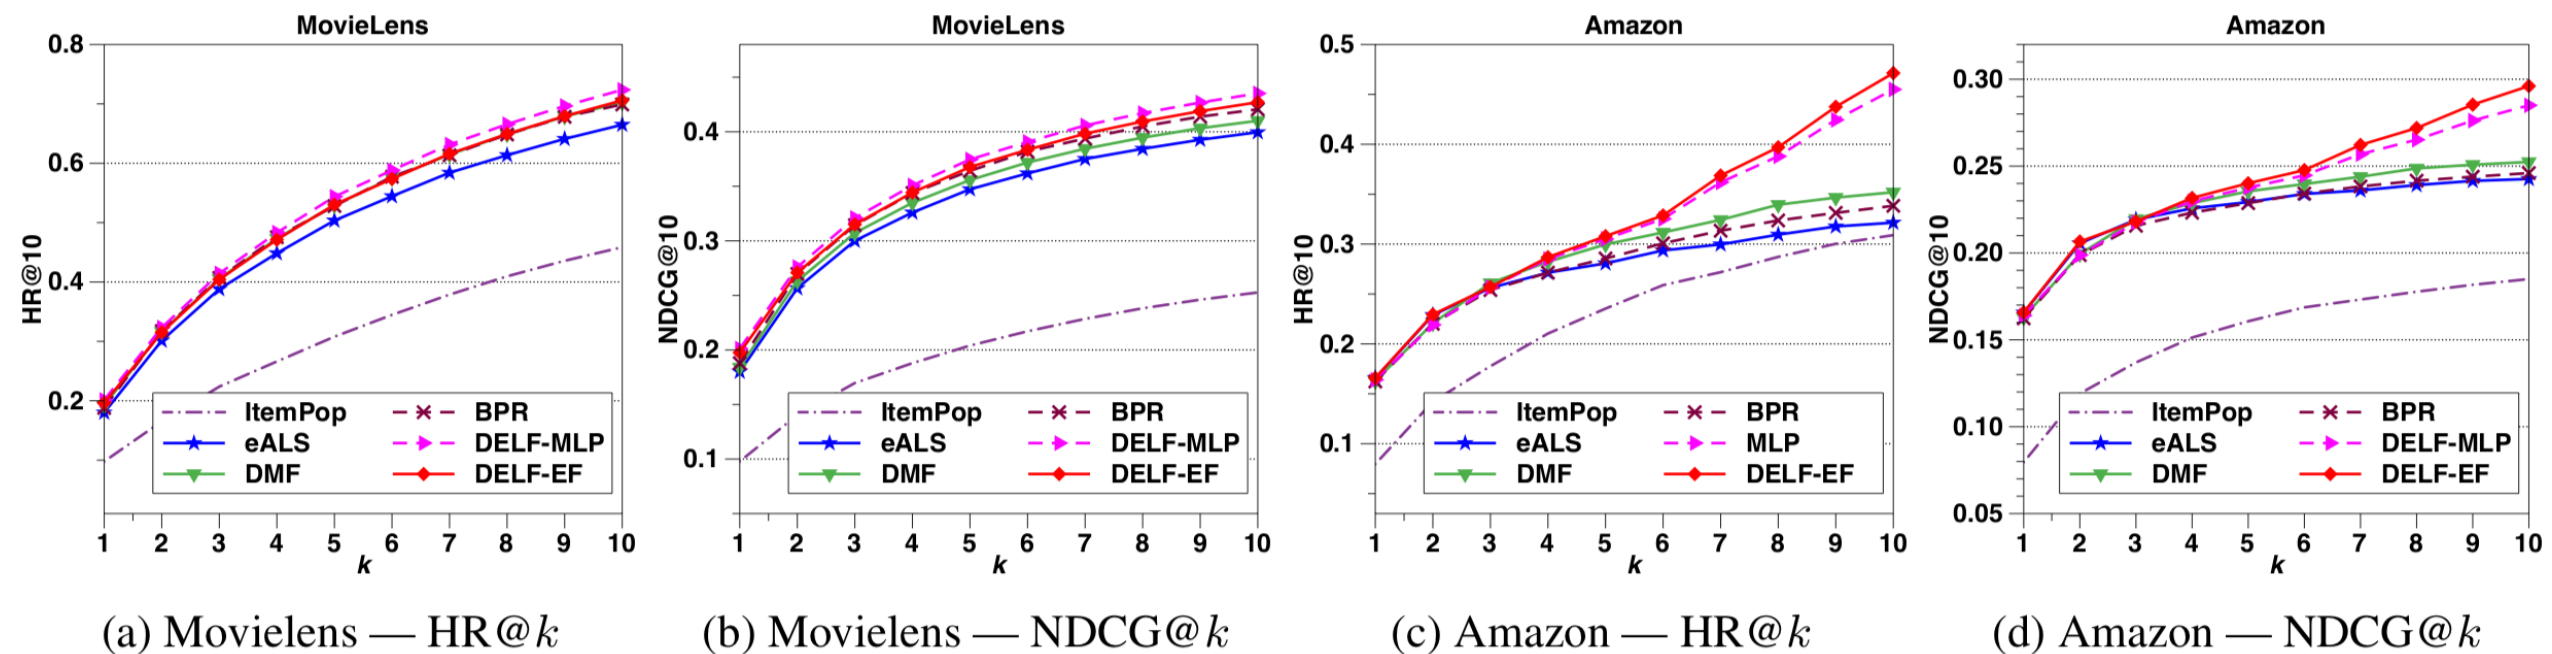 MovieLens
0.8
0.6
0.4
0.2
HR@10
ItemPop BPR
eALS DELF-MLP
DMF DELF-EF
1 2 3 4 5 6 7 8 9 10
k
(a) Movielens — HR@k
MovieLens
0.4
0.3
0.2
0.1
NDCG@10
ItemPop BPR
eALS DELF-MLP
DMF DELF-EF
1 2 3 4 5 6 7 8 9 10
k
(b) Movielens — NDCG@k
Amazon
0.5
0.4
0.3
0.2
0.1
HR@10
ItemPop BPR
eALS MLP
DMF DELF-EF
1 2 3 4 5 6 7 8 9 10
k
(c) Amazon — HR@k
Amazon
0.30
0.25
0.20
0.15
0.10
0.05
NDCG@10
ItemPop BPR
eALS DELF-MLP
DMF DELF-EF
1 2 3 4 5 6 7 8 9 10
k
(d) Amazon — NDCG@k